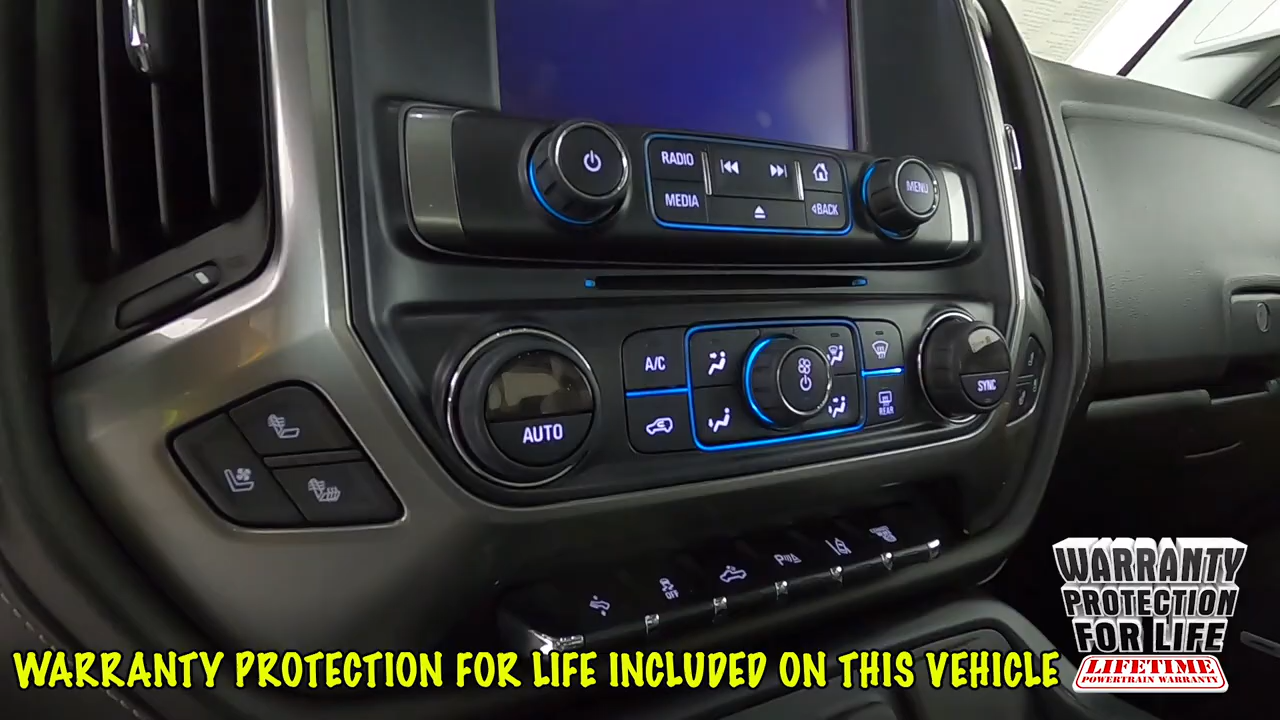 RADIO
MEDIA
BACK
MENU
A/C
AUTO
REAR
SYNC
OFF
P
WARRANTY PROTECTION FOR LIFE INCLUDED ON THIS VEHICLE
WARRANTY
PROTECTION
FOR LIFE
LIFETIME
POWERTRAIN WARRANTY